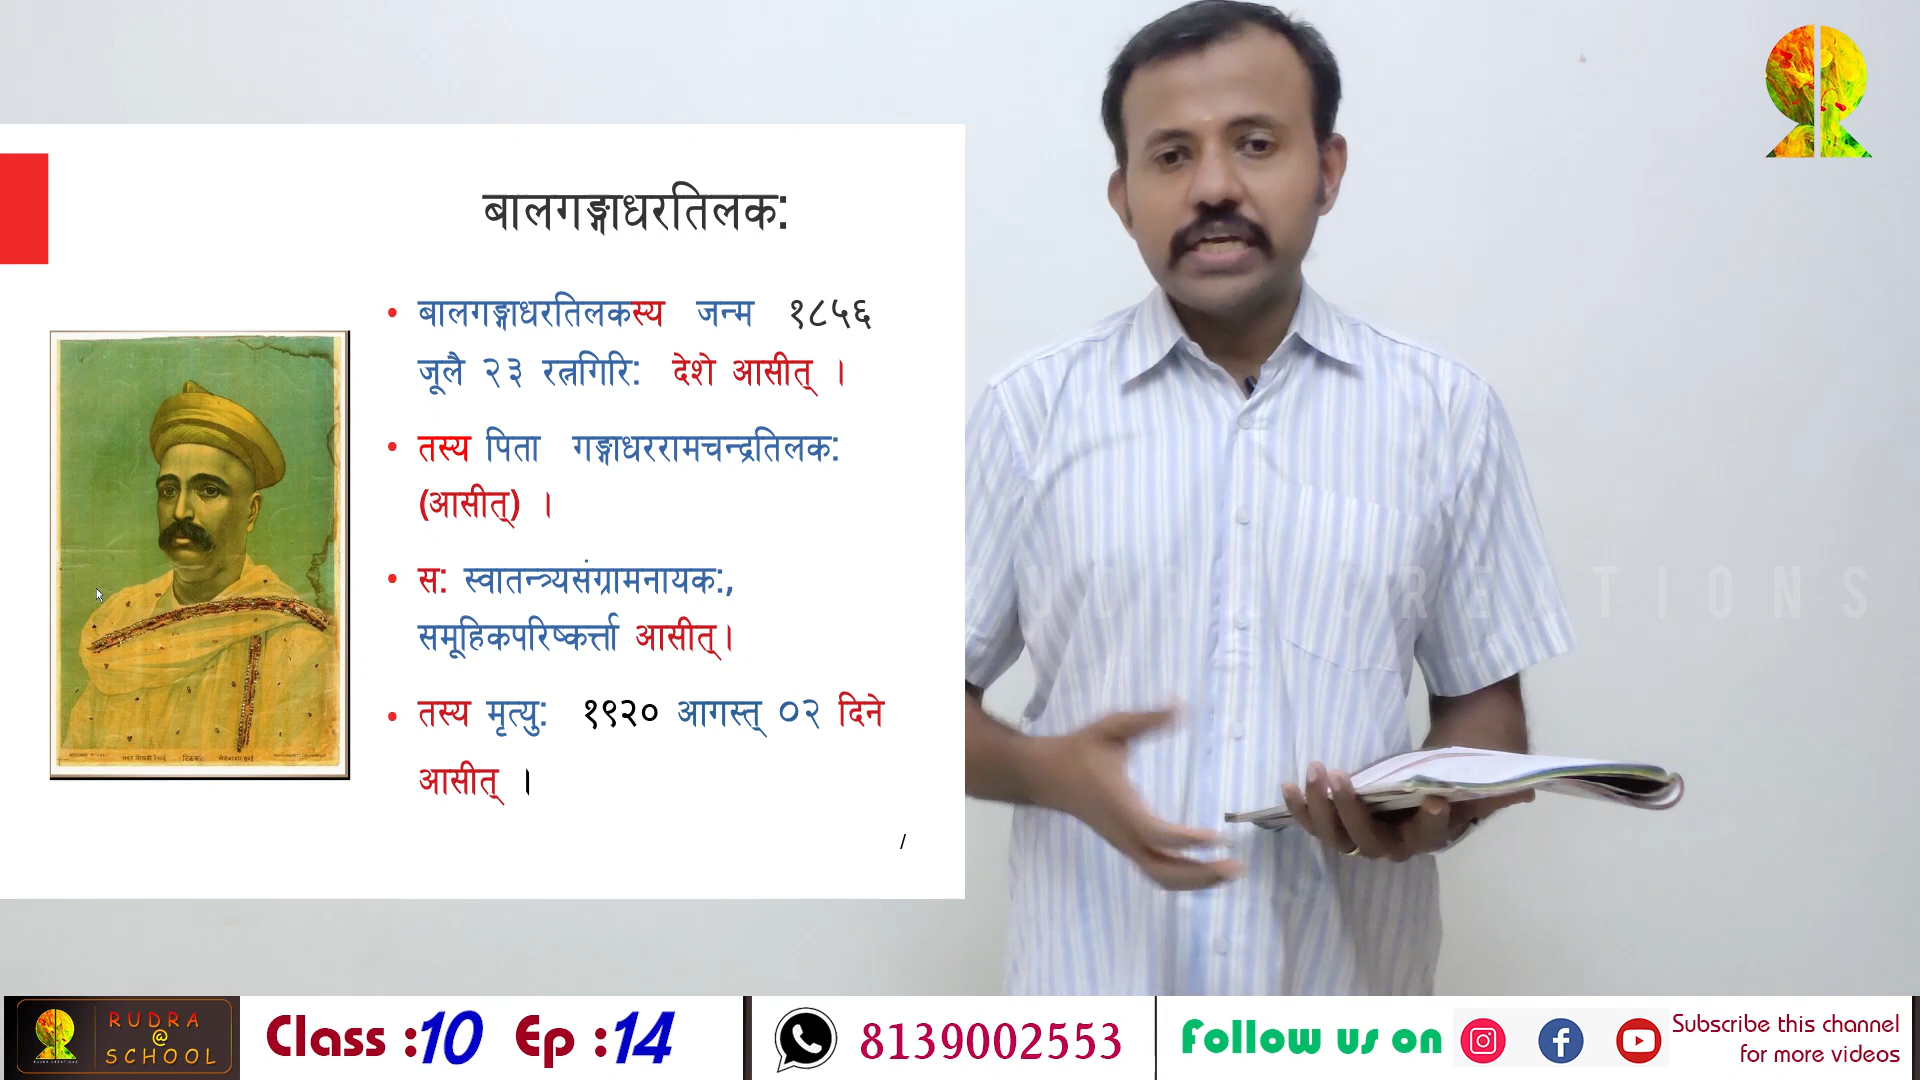 बालगङ्गाधरतिलक:
• बालगङ्गाधरतिलकस्य जन्म १८५६
जूलै २३ रत्नगिरि: देशे आसीत् ।
• तस्य पिता गङ्गाधररामचन्द्रतिलक:
(आसीत्) ।
• स: स्वातन्त्र्यसंग्रामनायक:,
समूहिकपरिष्कर्त्ता आसीत्।
• तस्य मृत्यु: १९२० आगस्त् ०२ दिने
आसीत् ।
/
CREATIONS
RUDRA
@
SCHOOL
Class :10 Ep :14
8139002553
Follow us on
Subscribe this channel
for more videos